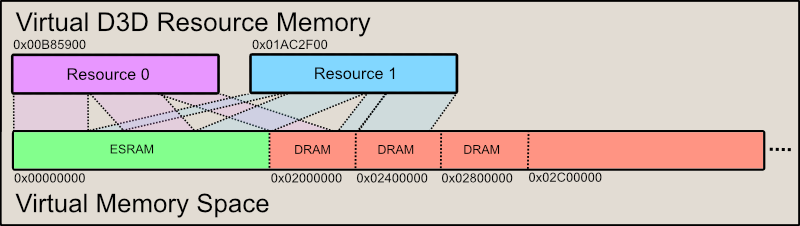 Virtual D3D Resource Memory
0x00B85900 0x01AC2F00
Resource 0 Resource 1
ESRAM DRAM DRAM DRAM
0x00000000 0x02000000 0x02400000 0x02800000 0x02C00000
Virtual Memory Space